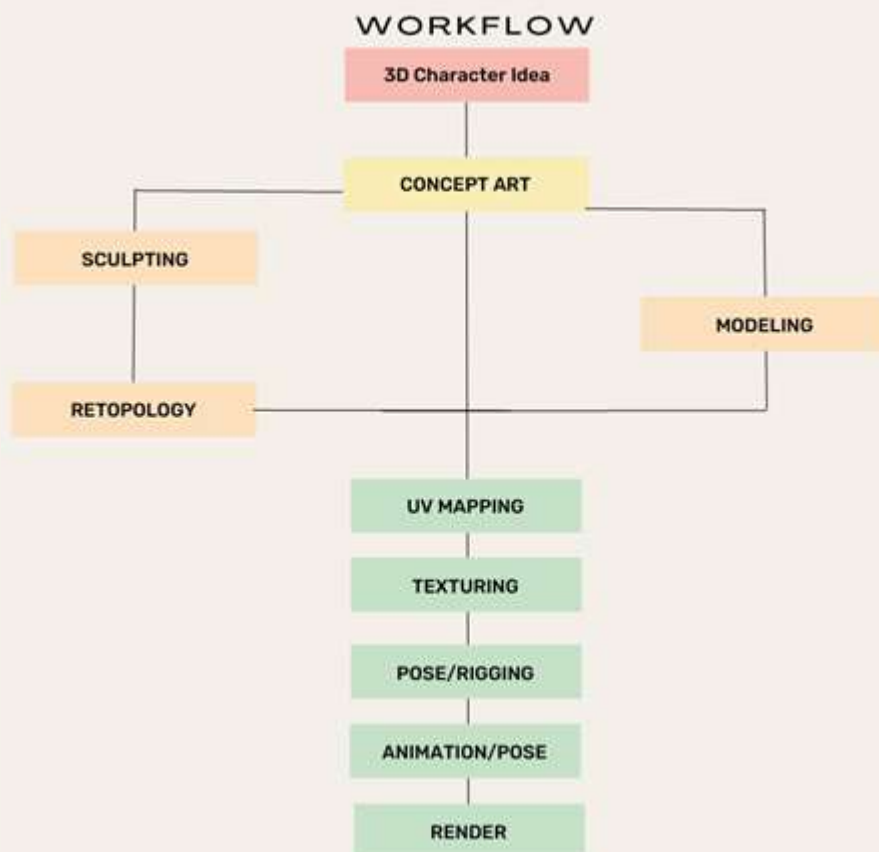 WORKFLOW
3D Character Idea
CONCEPT ART
SCULPTING
MODELING
RETOPOLOGY
UV MAPPING
TEXTURING
POSE/RIGGING
ANIMATION/POSE
RENDER